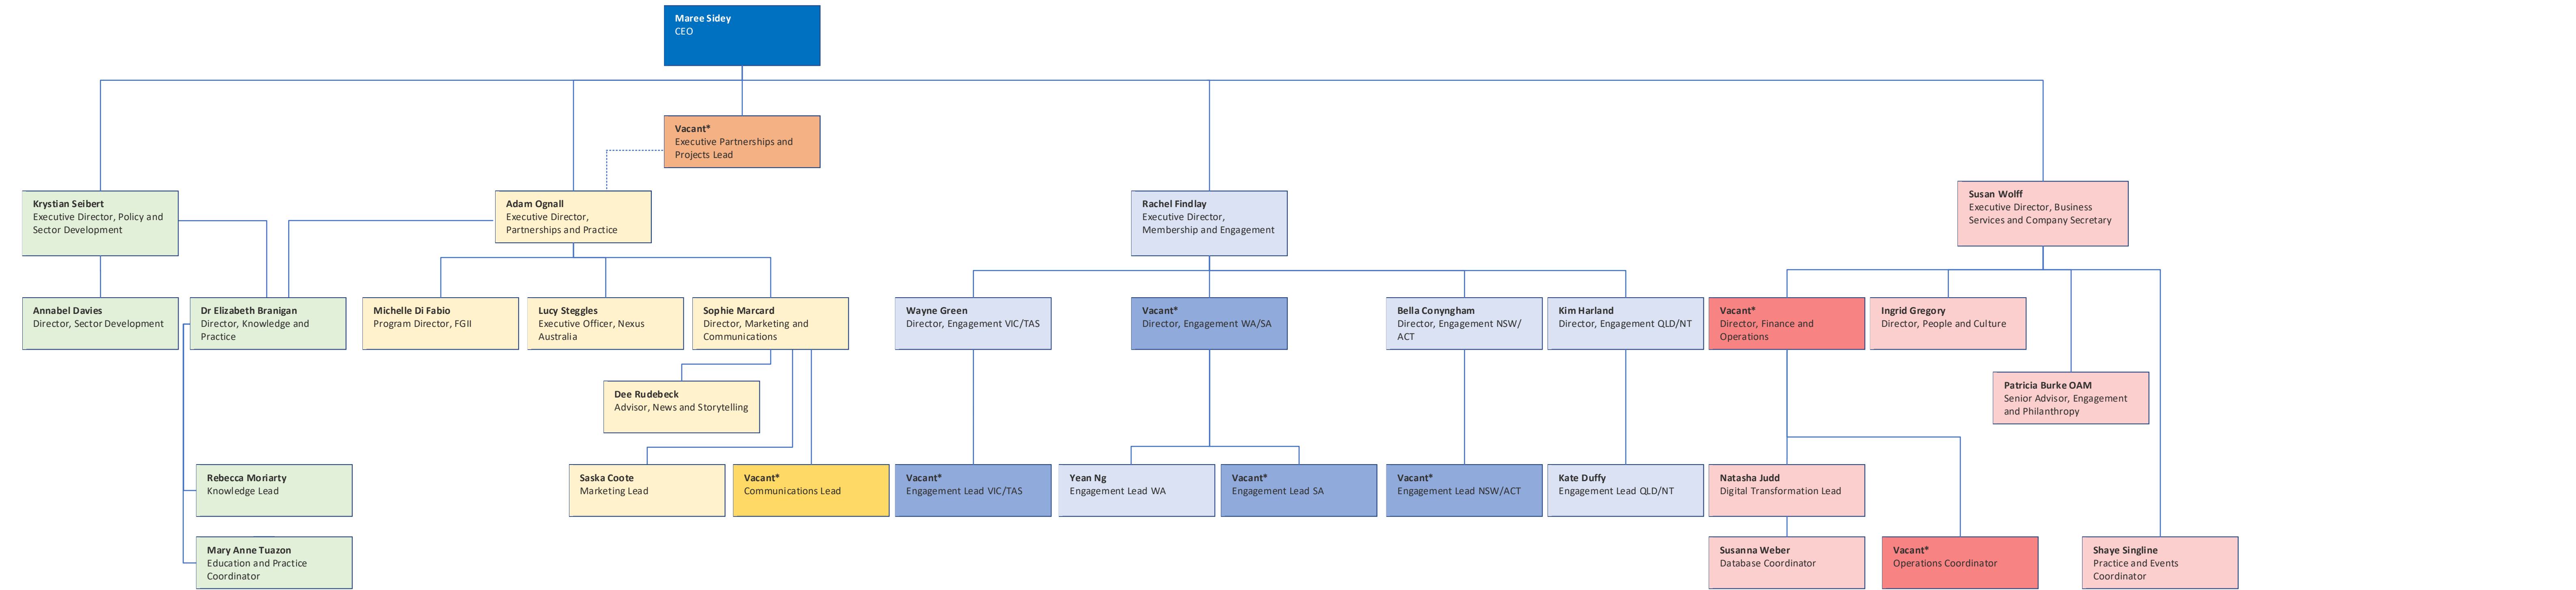 Maree Sidey
CEO
Vacant*
Executive Partnerships and
Projects Lead
Krystian Seibert
Executive Director, Policy and
Sector Development
Adam Ognall
Executive Director,
Partnerships and Practice
Rachel Findlay
Executive Director,
Membership and Engagement
Susan Wolff
Executive Director, Business
Services and Company Secretary
Annabel Davies
Director, Sector Development
Dr Elizabeth Branigan
Director, Knowledge and
Practice
Michelle Di Fabio
Program Director, FGII
Lucy Steggles
Executive Officer, Nexus
Australia
Sophie Marcard
Director, Marketing and
Communications
Wayne Green
Director, Engagement VIC/TAS
Vacant*
Director, Engagement WA/SA
Bella Conyngham
Director, Engagement NSW/
ACT
Kim Harland
Director, Engagement QLD/NT
Vacant*
Director, Finance and
Operations
Ingrid Gregory
Director, People and Culture
Dee Rudebeck
Advisor, News and Storytelling
Patricia Burke OAM
Senior Advisor, Engagement
and Philanthropy
Rebecca Moriarty
Knowledge Lead
Saska Coote
Marketing Lead
Vacant*
Communications Lead
Vacant*
Engagement Lead VIC/TAS
Yean Ng
Engagement Lead WA
Vacant*
Engagement Lead SA
Vacant*
Engagement Lead NSW/ACT
Kate Duffy
Engagement Lead QLD/NT
Natasha Judd
Digital Transformation Lead
Mary Anne Tuazon
Education and Practice
Coordinator
Susanna Weber
Database Coordinator
Vacant*
Operations Coordinator
Shaye Singline
Practice and Events
Coordinator